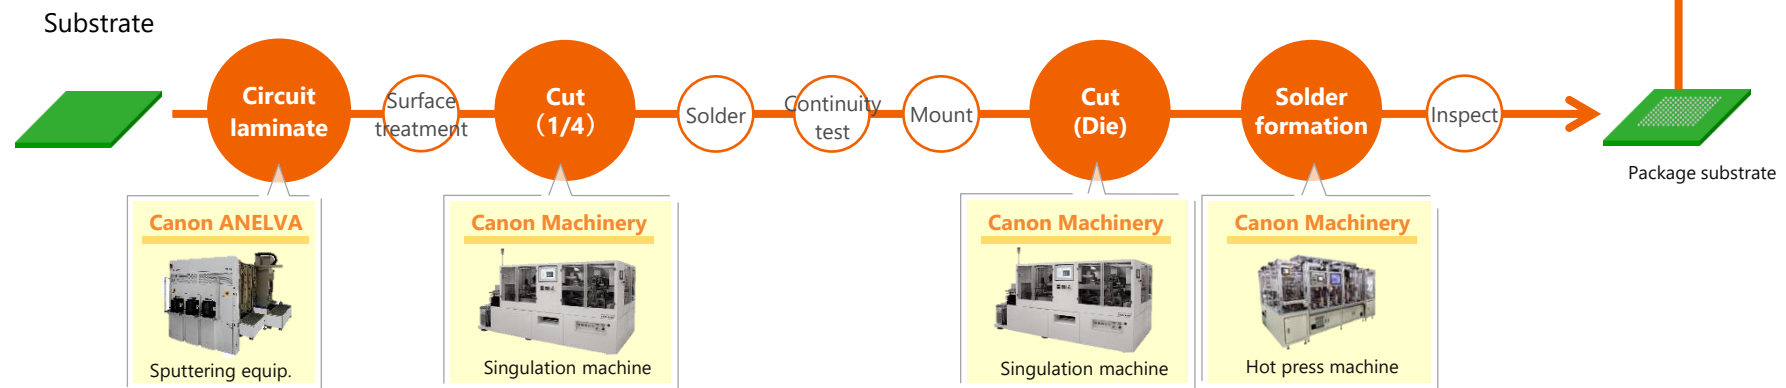 Substrate
Circuit
laminate
Surface
treatment
Cut
(1/4)
Solder
Continuity
test
Mount
Cut
(Die)
Solder
formation
Inspect
Package substrate
Canon ANELVA
Sputtering equip.
Canon Machinery
Singulation machine
Canon Machinery
Singulation machine
Canon Machinery
Hot press machine